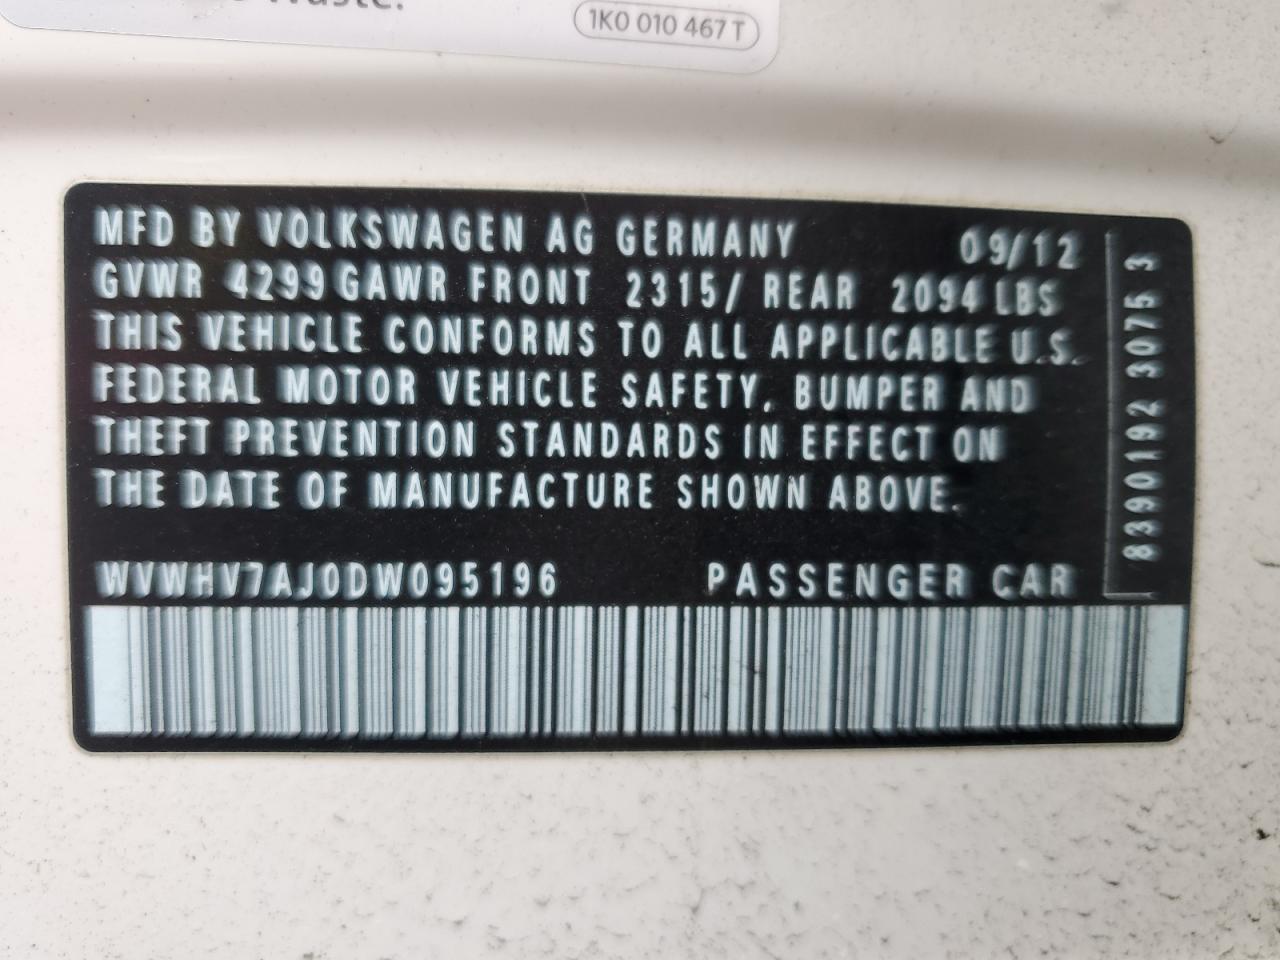 1K0 010 467 T
MFD BY VOLKSWAGEN AG GERMANY 09/12
GVWR 4299 GAWR FRONT 2315/ REAR 2094 LBS
THIS VEHICLE CONFORMS TO ALL APPLICABLE U.S.
FEDERAL MOTOR VEHICLE SAFETY, BUMPER AND
THEFT PREVENTION STANDARDS IN EFFECT ON
THE DATE OF MANUFACTURE SHOWN ABOVE.
WVWHV7AJ0DW095196 PASSENGER CAR
8390192 3075 3